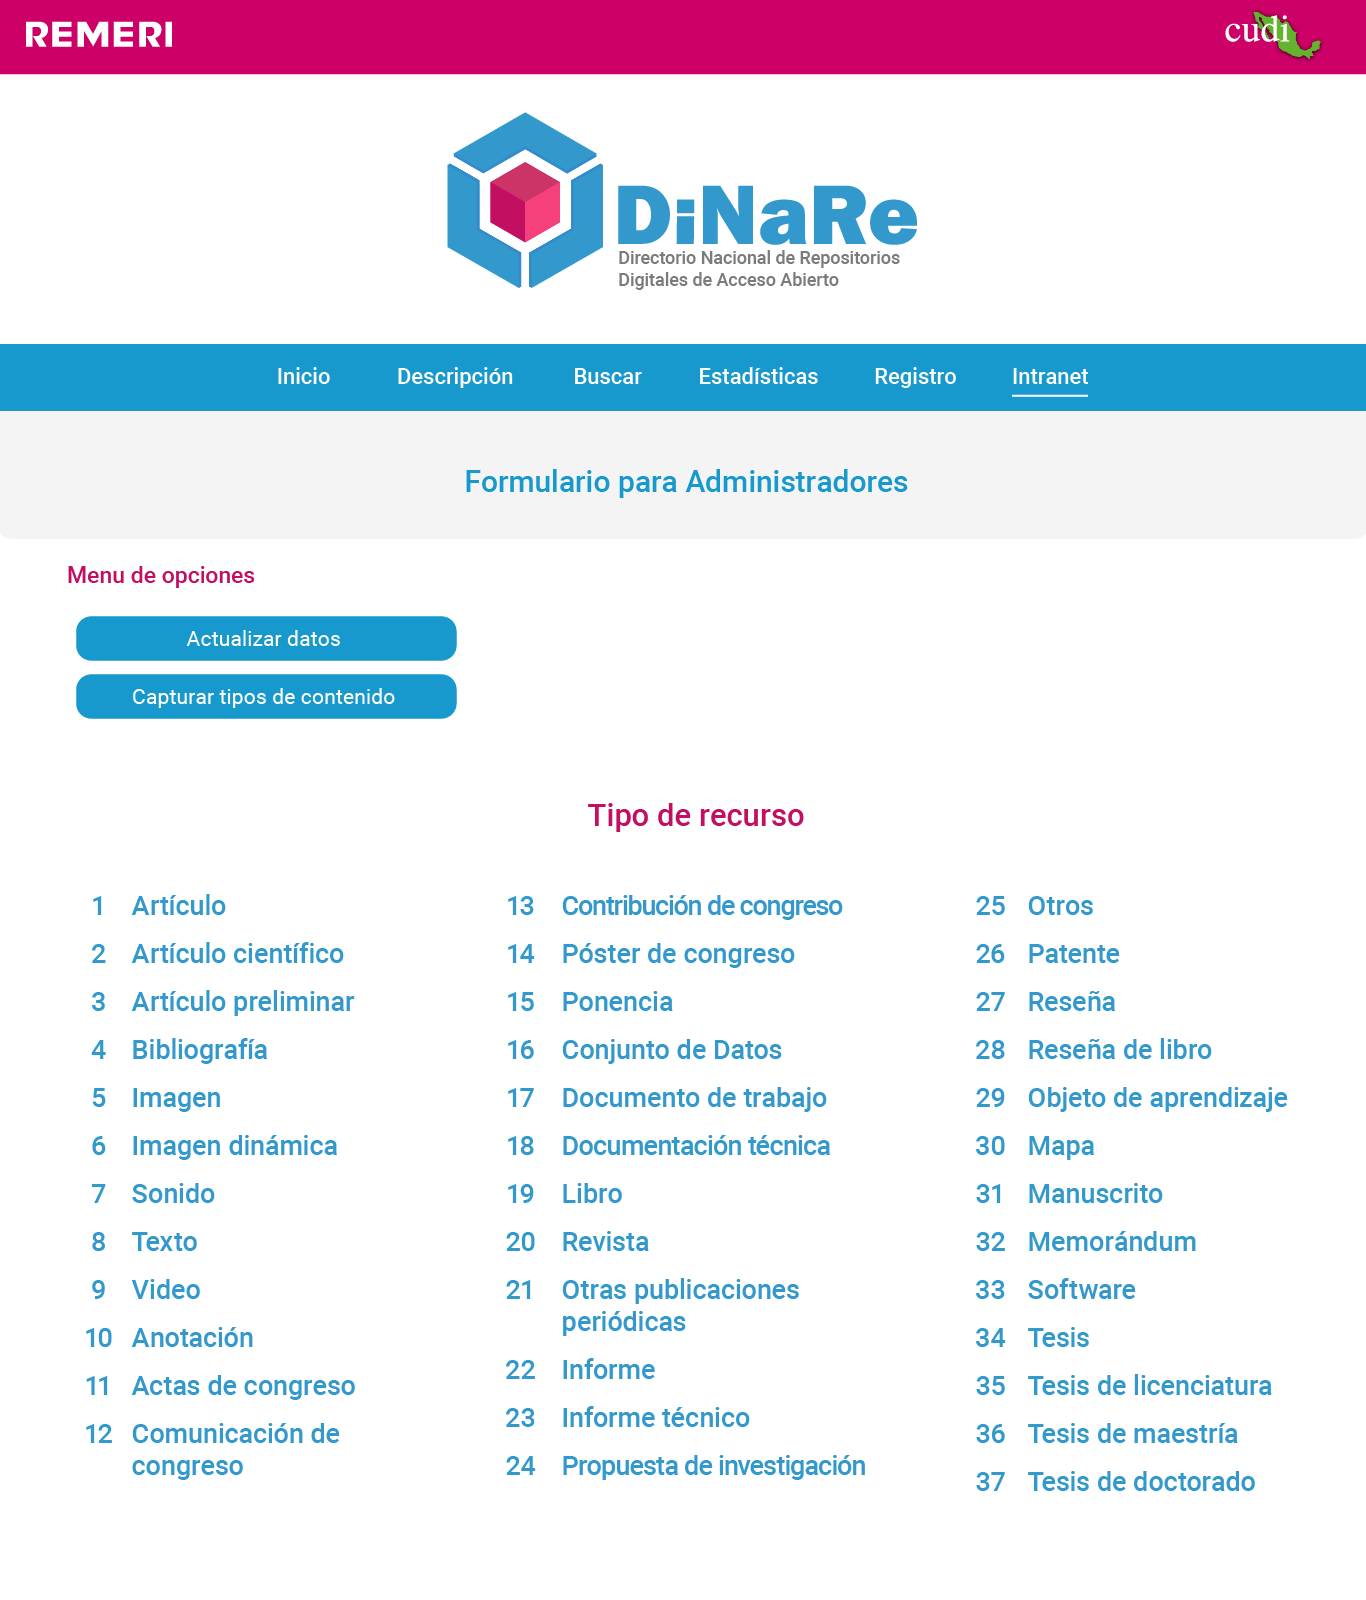 REMERI
cudi
DiNaRe
Directorio Nacional de Repositorios
Digitales de Acceso Abierto
Inicio Descripción Buscar Estadísticas Registro Intranet
Formulario para Administradores
Menu de opciones
Actualizar datos
Capturar tipos de contenido
Tipo de recurso
1 Artículo
2 Artículo científico
3 Artículo preliminar
4 Bibliografía
5 Imagen
6 Imagen dinámica
7 Sonido
8 Texto
9 Video
10 Anotación
11 Actas de congreso
12 Comunicación de
congreso
13 Contribución de congreso
14 Póster de congreso
15 Ponencia
16 Conjunto de Datos
17 Documento de trabajo
18 Documentación técnica
19 Libro
20 Revista
21 Otras publicaciones
periódicas
22 Informe
23 Informe técnico
24 Propuesta de investigación
25 Otros
26 Patente
27 Reseña
28 Reseña de libro
29 Objeto de aprendizaje
30 Mapa
31 Manuscrito
32 Memorándum
33 Software
34 Tesis
35 Tesis de licenciatura
36 Tesis de maestría
37 Tesis de doctorado